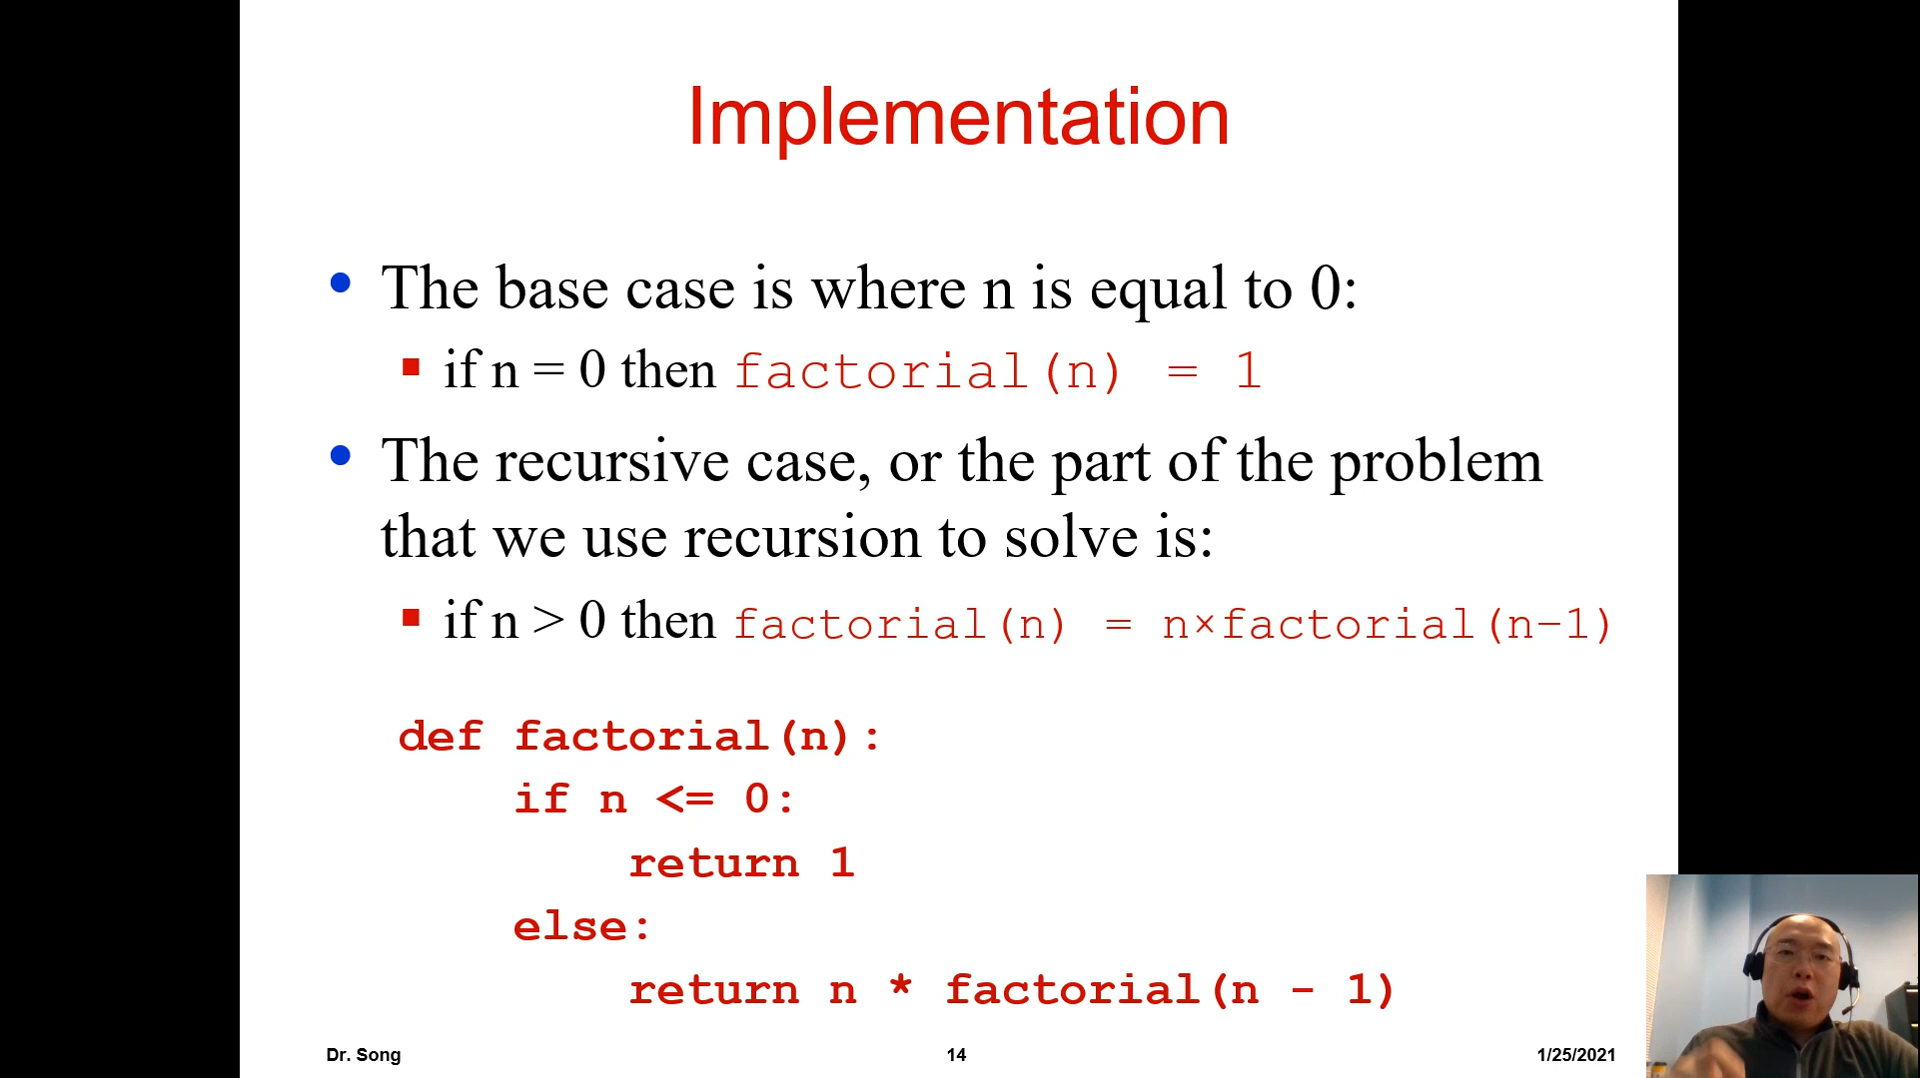 Implementation
The base case is where n is equal to 0:
if n = 0 then factorial(n) = 1
The recursive case, or the part of the problem
that we use recursion to solve is:
if n > 0 then factorial(n) = n×factorial(n−1)
def factorial(n):
    if n <= 0:
        return 1
    else:
        return n * factorial(n - 1)
Dr. Song
14
1/25/2021